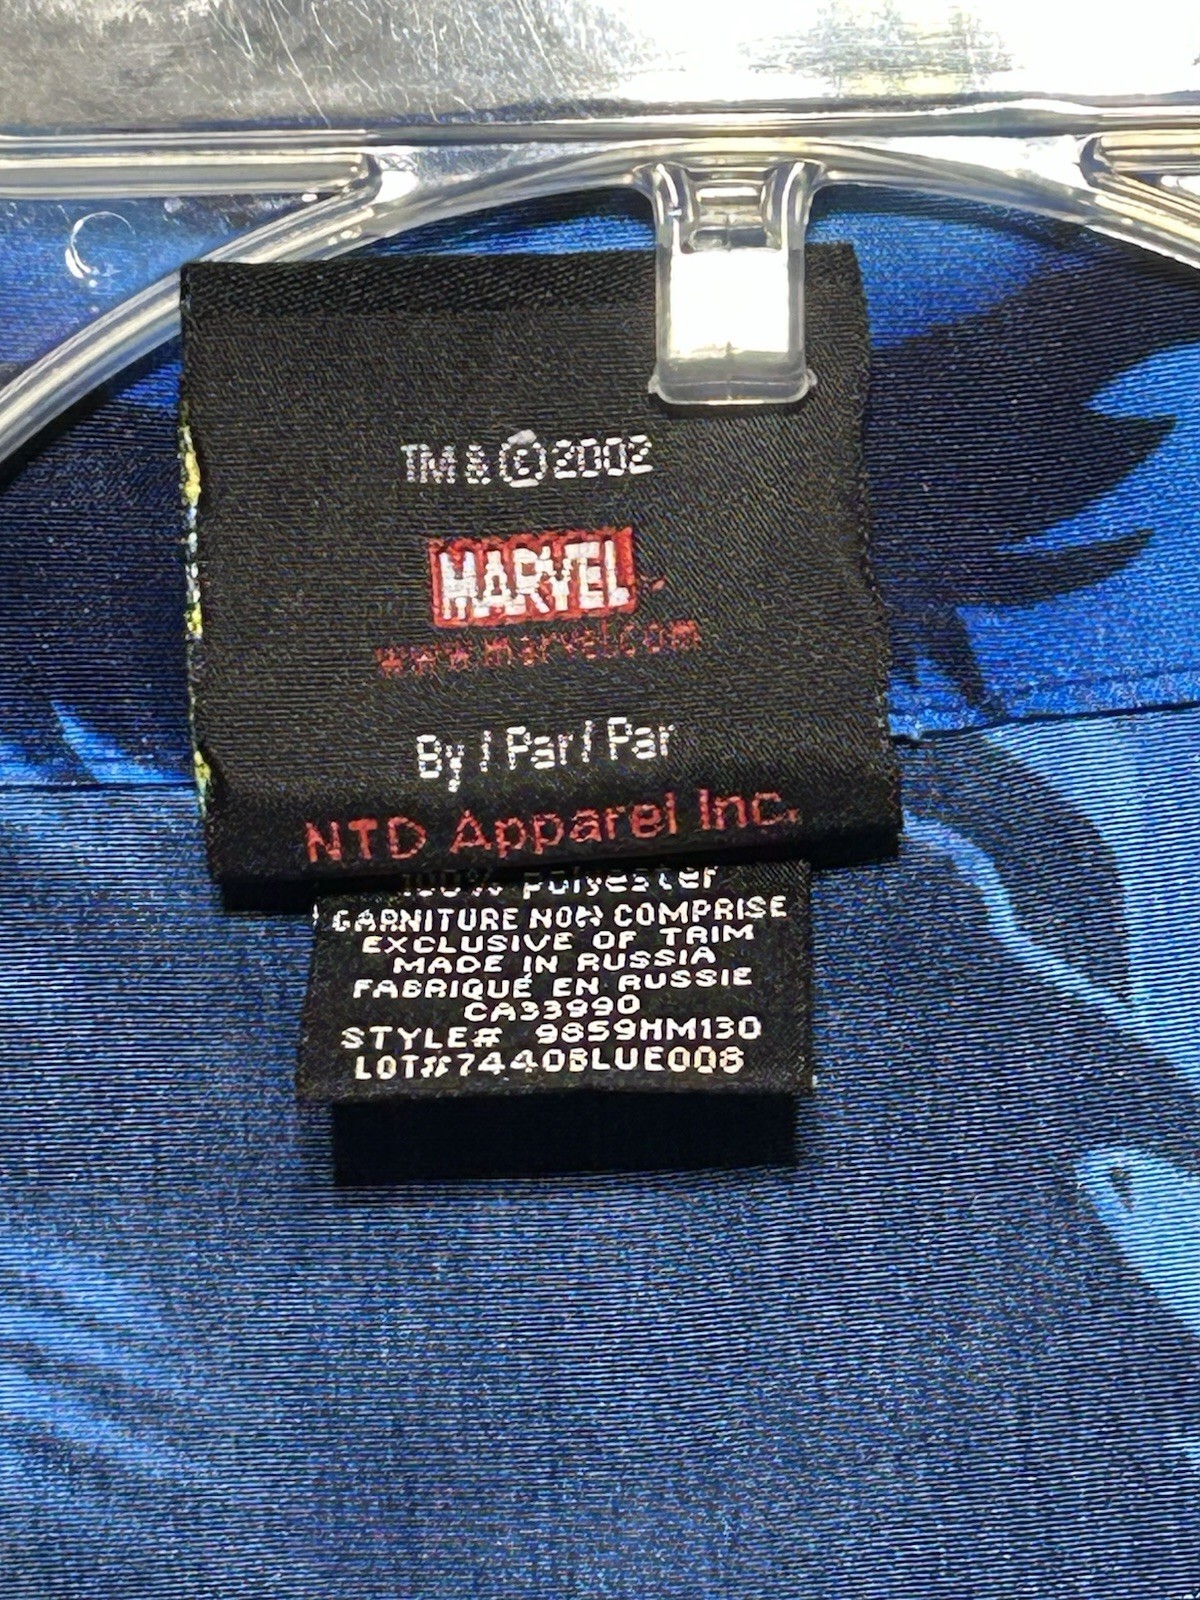 TM & © 2002
MARVEL
www.marvel.com
By / Par / Par
NTD Apparel Inc.
100% polyester
GARNITURE NON COMPRISE
EXCLUSIVE OF TRIM
MADE IN RUSSIA
FABRIQUÉ EN RUSSIE
CA33990
STYLE# 9859HM130
LOT#7440BLUE008